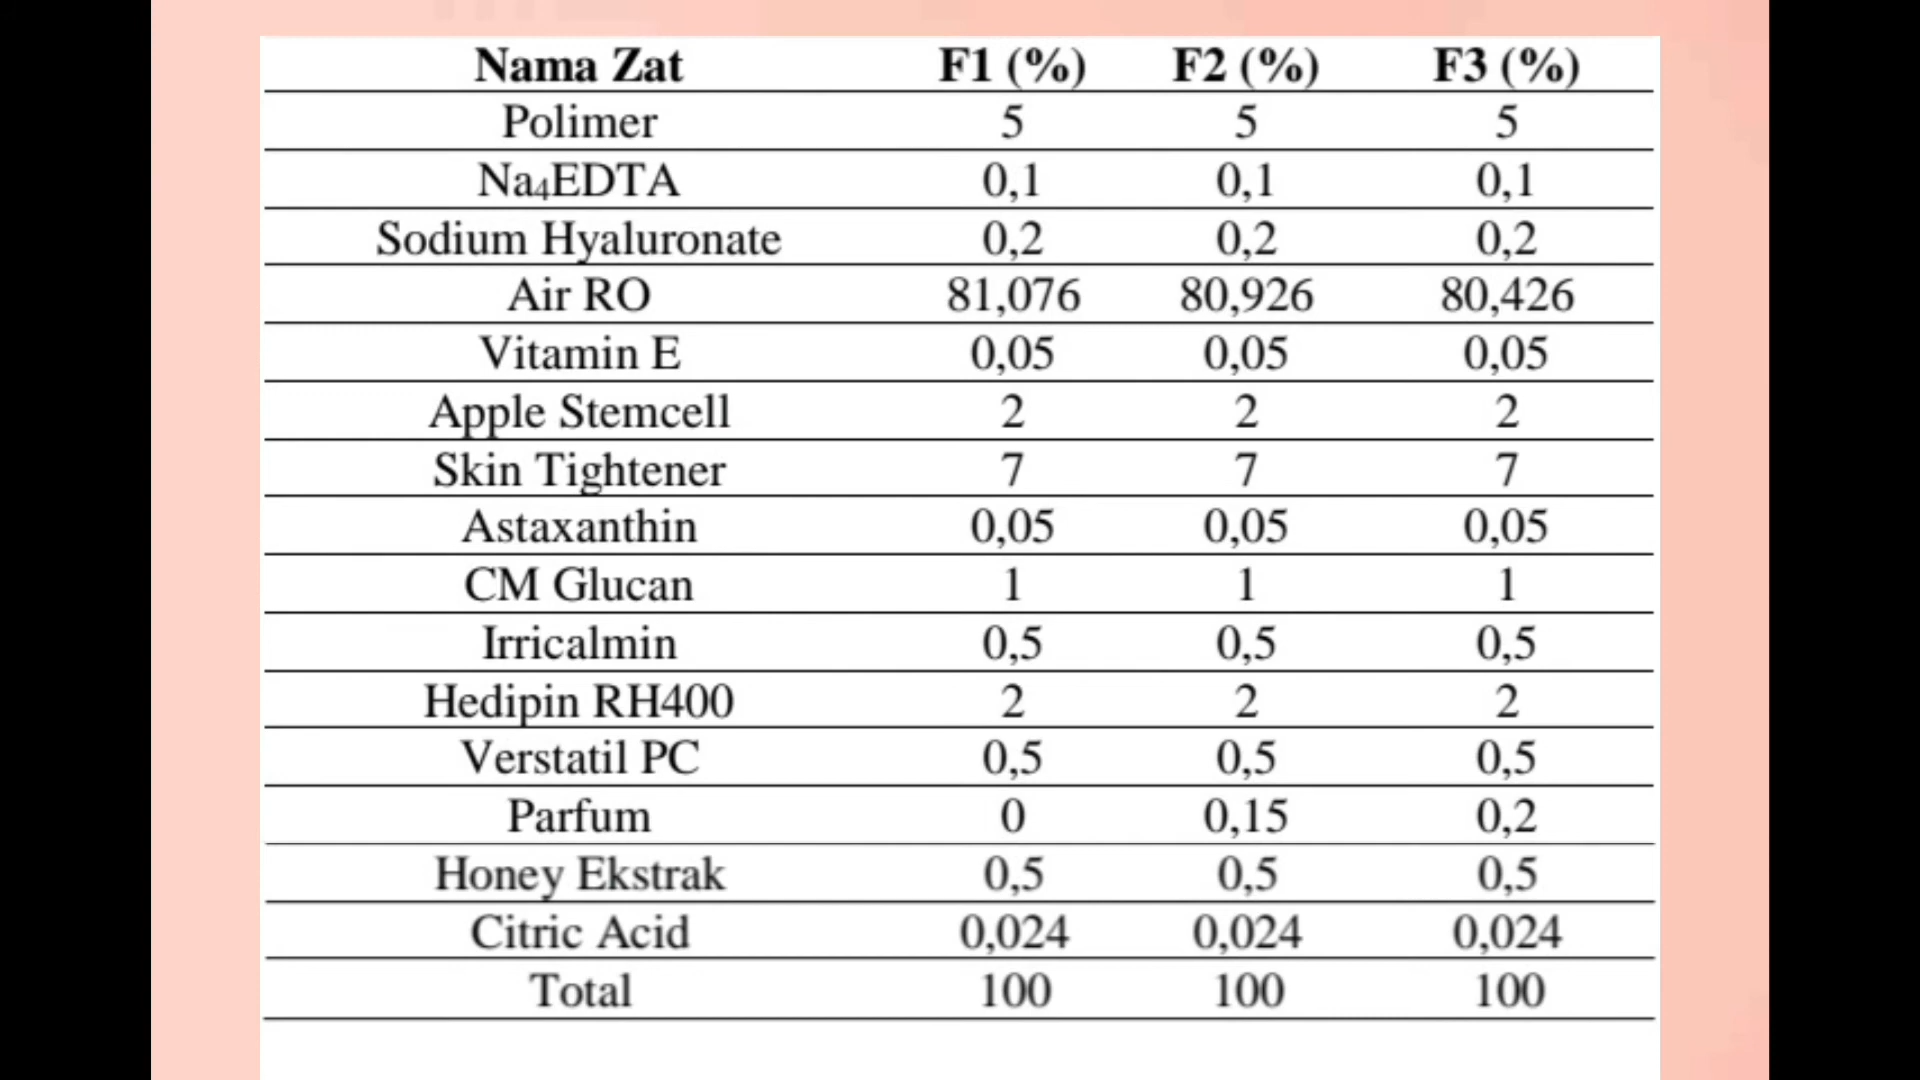 Nama Zat F1 (%) F2 (%) F3 (%)
Polimer 5 5 5
Na₄EDTA 0,1 0,1 0,1
Sodium Hyaluronate 0,2 0,2 0,2
Air RO 81,076 80,926 80,426
Vitamin E 0,05 0,05 0,05
Apple Stemcell 2 2 2
Skin Tightener 7 7 7
Astaxanthin 0,05 0,05 0,05
CM Glucan 1 1 1
Irricalmin 0,5 0,5 0,5
Hedipin RH400 2 2 2
Verstatil PC 0,5 0,5 0,5
Parfum 0 0,15 0,2
Honey Ekstrak 0,5 0,5 0,5
Citric Acid 0,024 0,024 0,024
Total 100 100 100